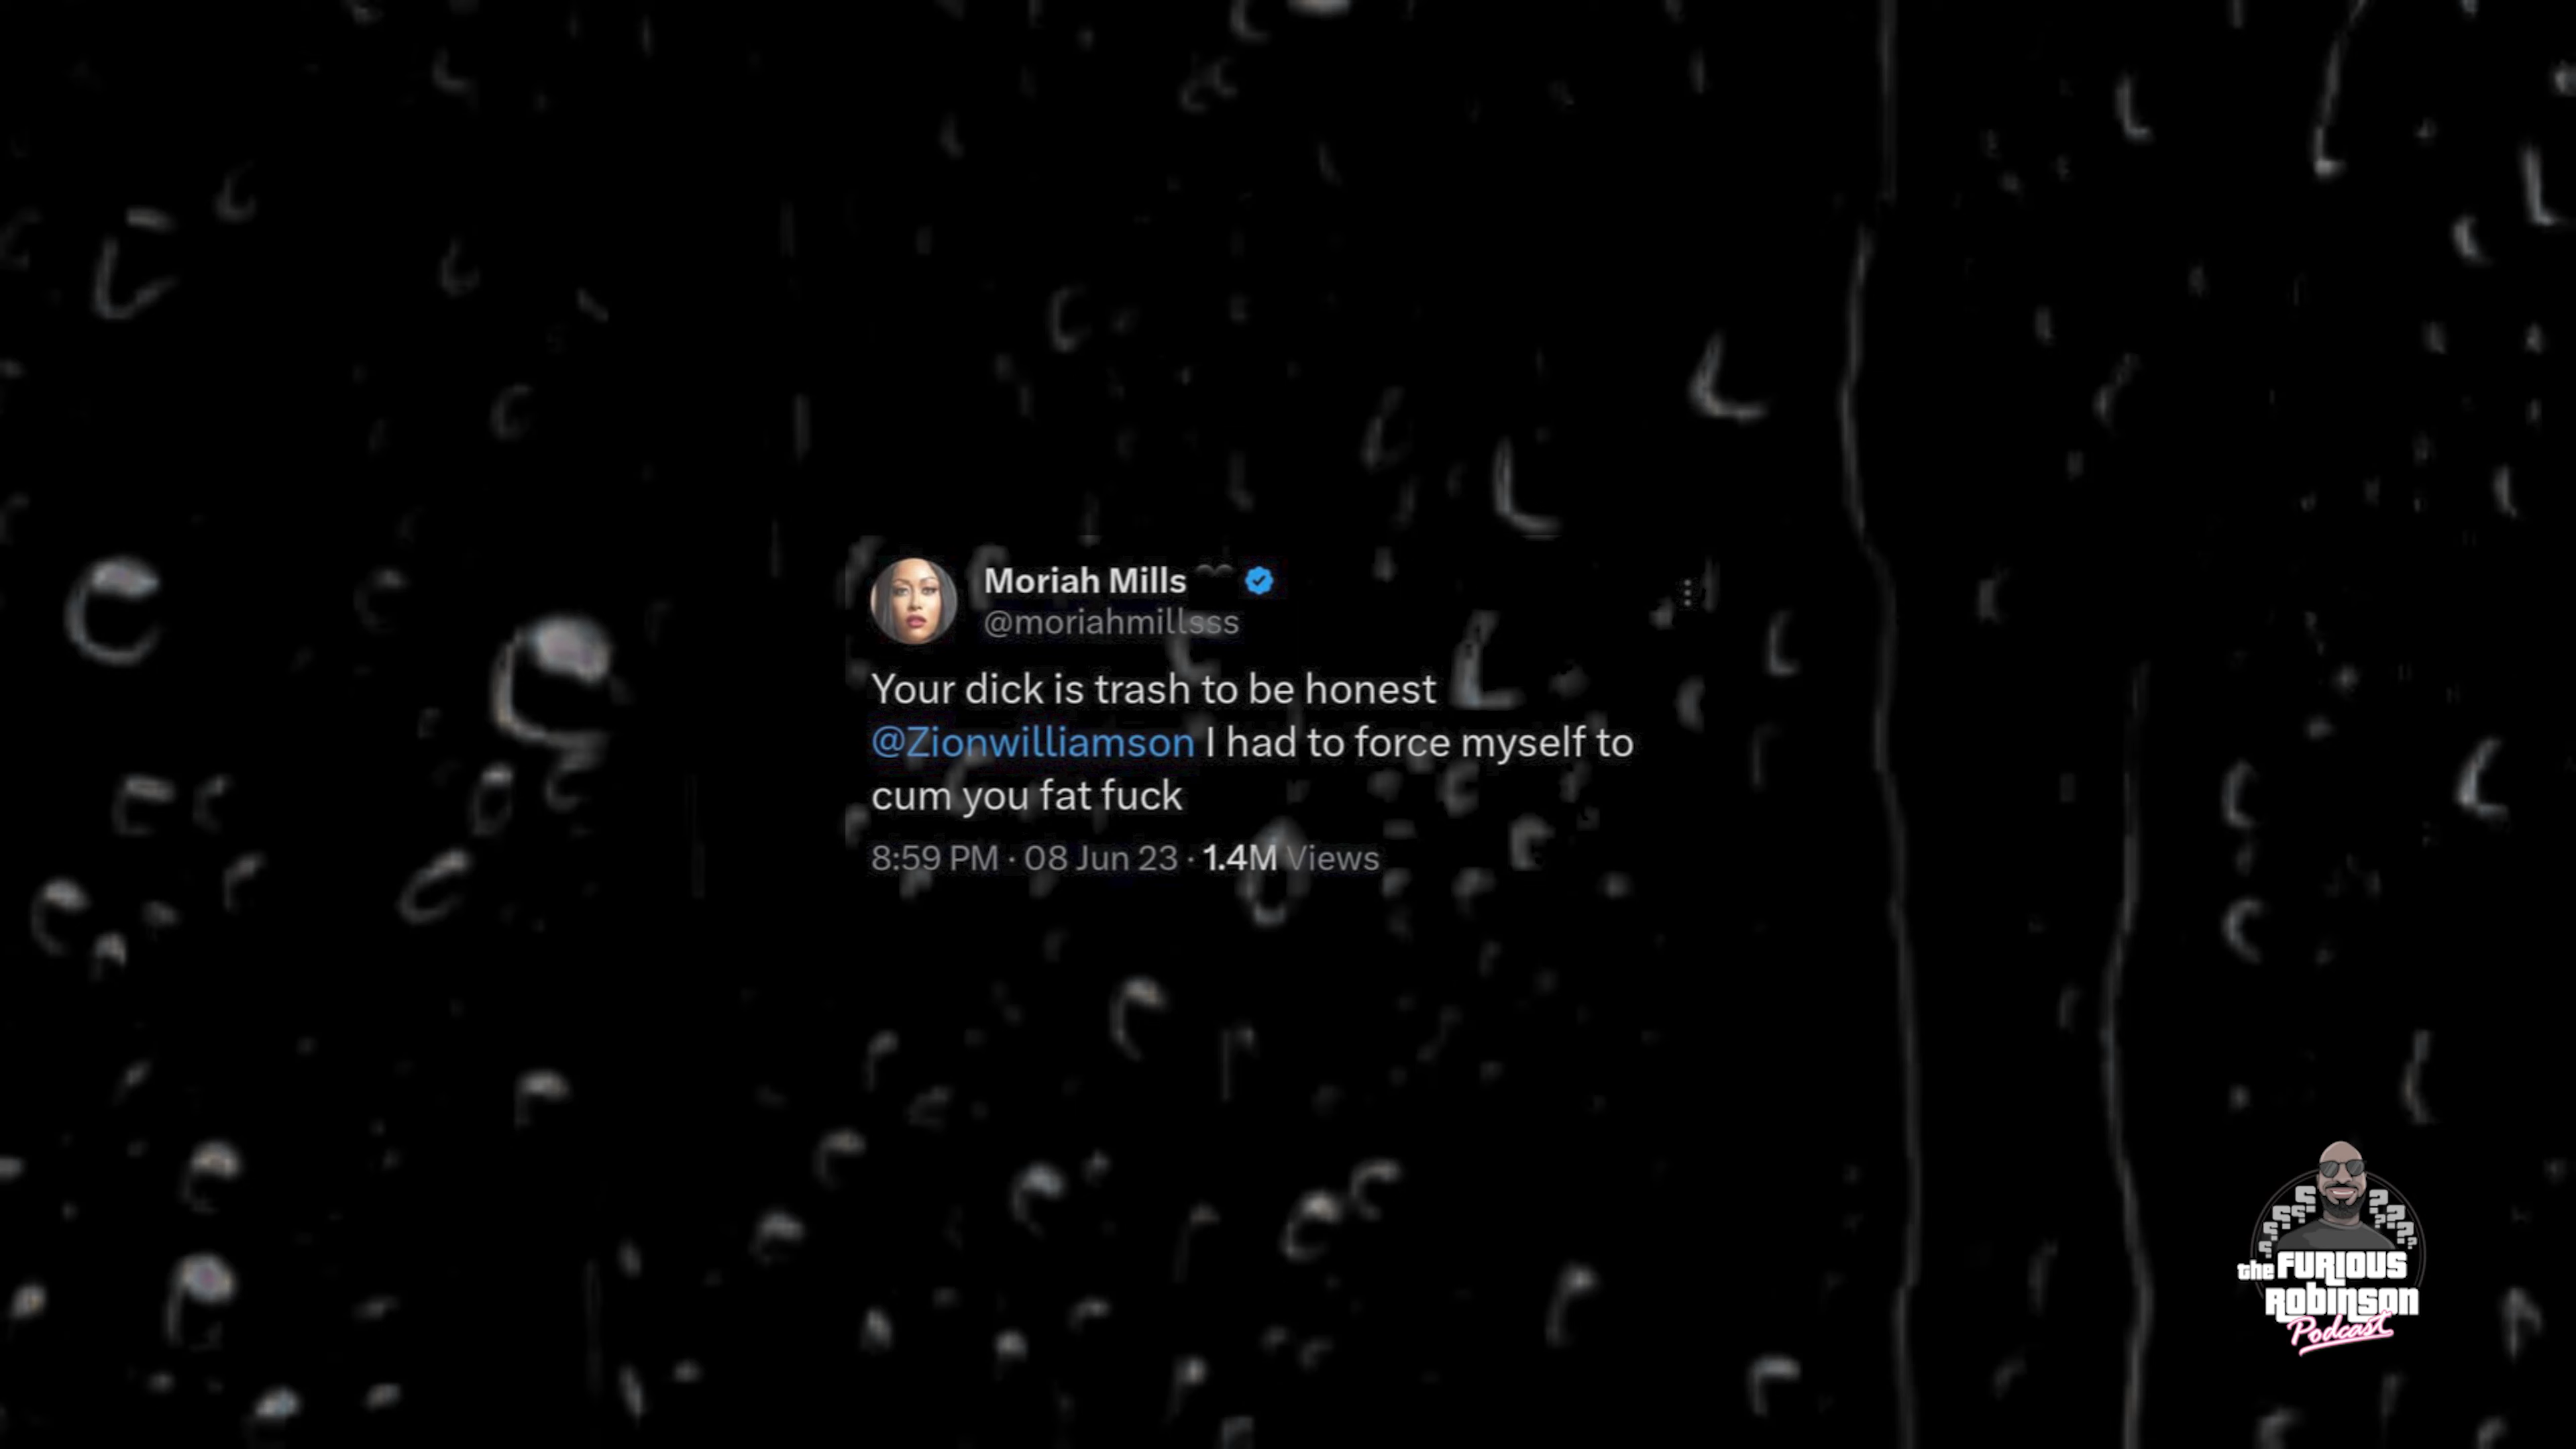 Moriah Mills
@moriahmillsss
Your dick is trash to be honest
@Zionwilliamson I had to force myself to
cum you fat fuck
8:59 PM · 08 Jun 23 · 1.4M Views
the FURIOUS
RObinson
Podcast